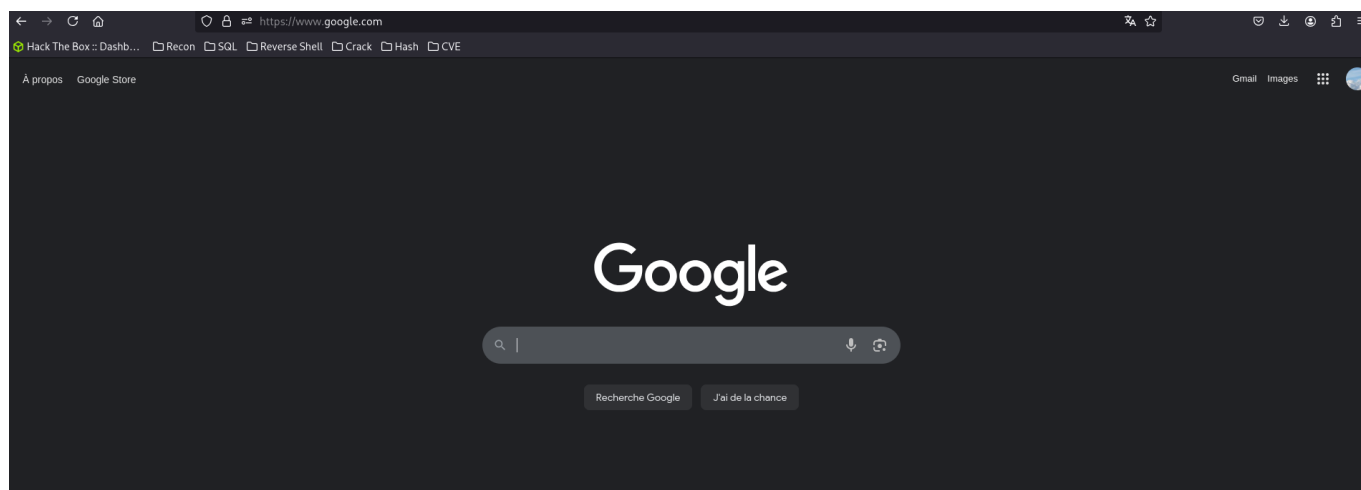 https://www.google.com
Hack The Box :: Dashb... Recon SQL Reverse Shell Crack Hash CVE
À propos Google Store Gmail Images
Google
Recherche Google J'ai de la chance